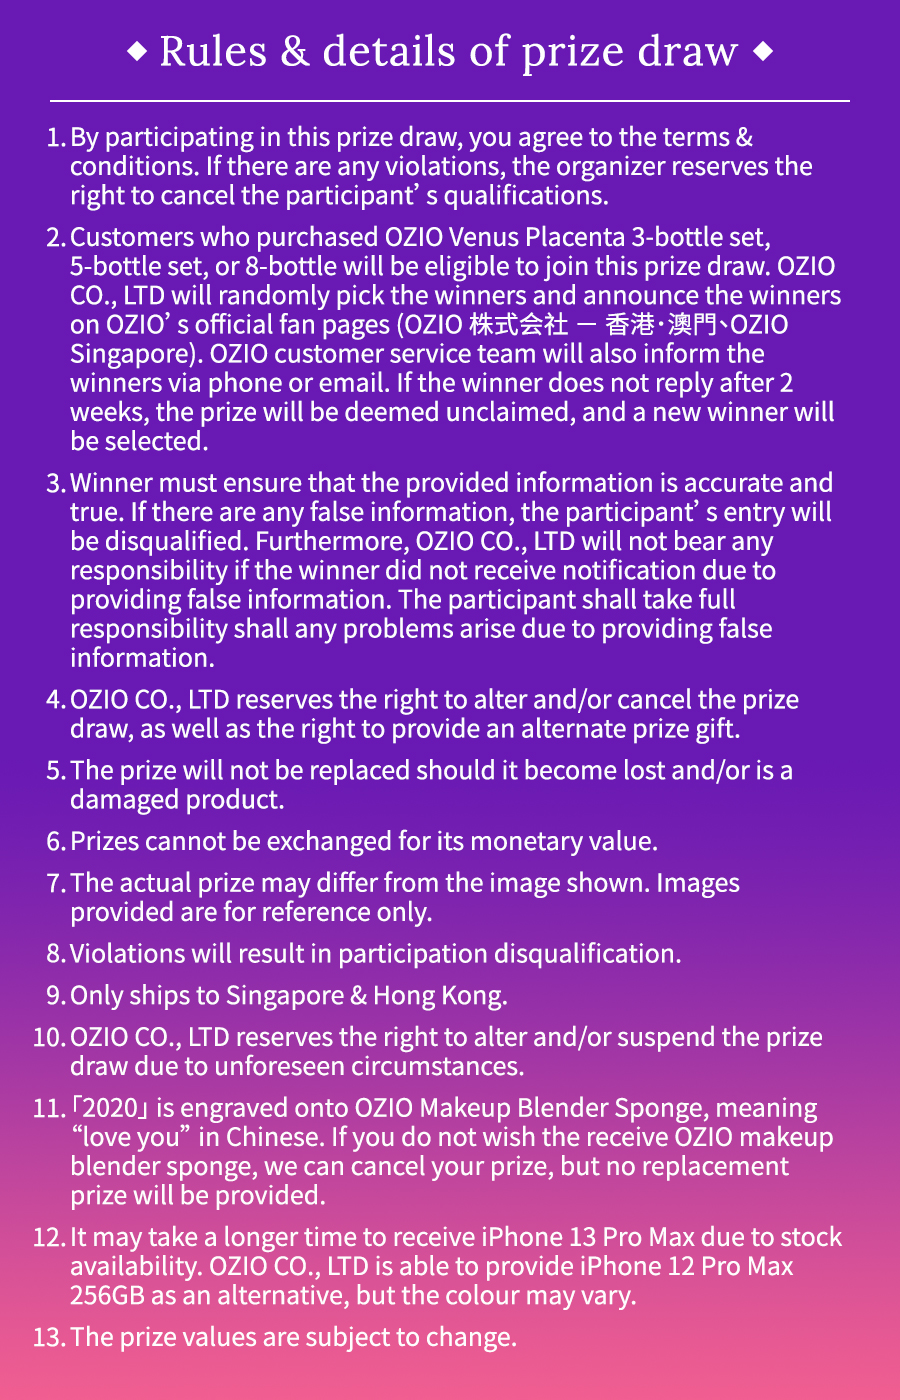 ◆ Rules & details of prize draw ◆
1. By participating in this prize draw, you agree to the terms &
conditions. If there are any violations, the organizer reserves the
right to cancel the participant’ s qualifications.
2. Customers who purchased OZIO Venus Placenta 3-bottle set,
5-bottle set, or 8-bottle will be eligible to join this prize draw. OZIO
CO., LTD will randomly pick the winners and announce the winners
on OZIO’ s official fan pages (OZIO 株式会社 － 香港･澳門、OZIO
Singapore). OZIO customer service team will also inform the
winners via phone or email. If the winner does not reply after 2
weeks, the prize will be deemed unclaimed, and a new winner will
be selected.
3. Winner must ensure that the provided information is accurate and
true. If there are any false information, the participant’ s entry will
be disqualified. Furthermore, OZIO CO., LTD will not bear any
responsibility if the winner did not receive notification due to
providing false information. The participant shall take full
responsibility shall any problems arise due to providing false
information.
4. OZIO CO., LTD reserves the right to alter and/or cancel the prize
draw, as well as the right to provide an alternate prize gift.
5. The prize will not be replaced should it become lost and/or is a
damaged product.
6. Prizes cannot be exchanged for its monetary value.
7. The actual prize may differ from the image shown. Images
provided are for reference only.
8. Violations will result in participation disqualification.
9. Only ships to Singapore & Hong Kong.
10. OZIO CO., LTD reserves the right to alter and/or suspend the prize
draw due to unforeseen circumstances.
11. 「2020」 is engraved onto OZIO Makeup Blender Sponge, meaning
“love you” in Chinese. If you do not wish the receive OZIO makeup
blender sponge, we can cancel your prize, but no replacement
prize will be provided.
12. It may take a longer time to receive iPhone 13 Pro Max due to stock
availability. OZIO CO., LTD is able to provide iPhone 12 Pro Max
256GB as an alternative, but the colour may vary.
13. The prize values are subject to change.